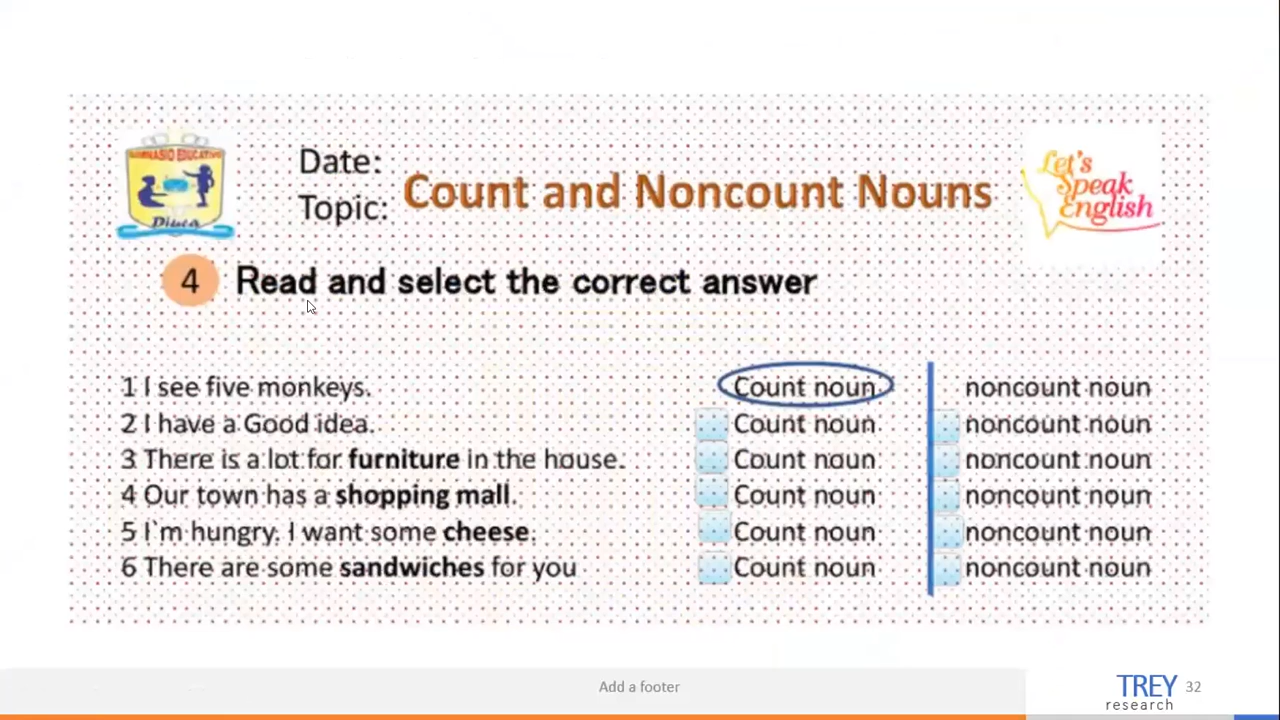 GIMNASIO EDUCATIVO
Date:
Topic:
Count and Noncount Nouns
Let's
Speak
English
4 Read and select the correct answer
1 I see five monkeys. Count noun noncount noun
2 I have a Good idea. Count noun noncount noun
3 There is a lot for furniture in the house. Count noun noncount noun
4 Our town has a shopping mall. Count noun noncount noun
5 I`m hungry. I want some cheese. Count noun noncount noun
6 There are some sandwiches for you Count noun noncount noun
Add a footer
TREY 32
research